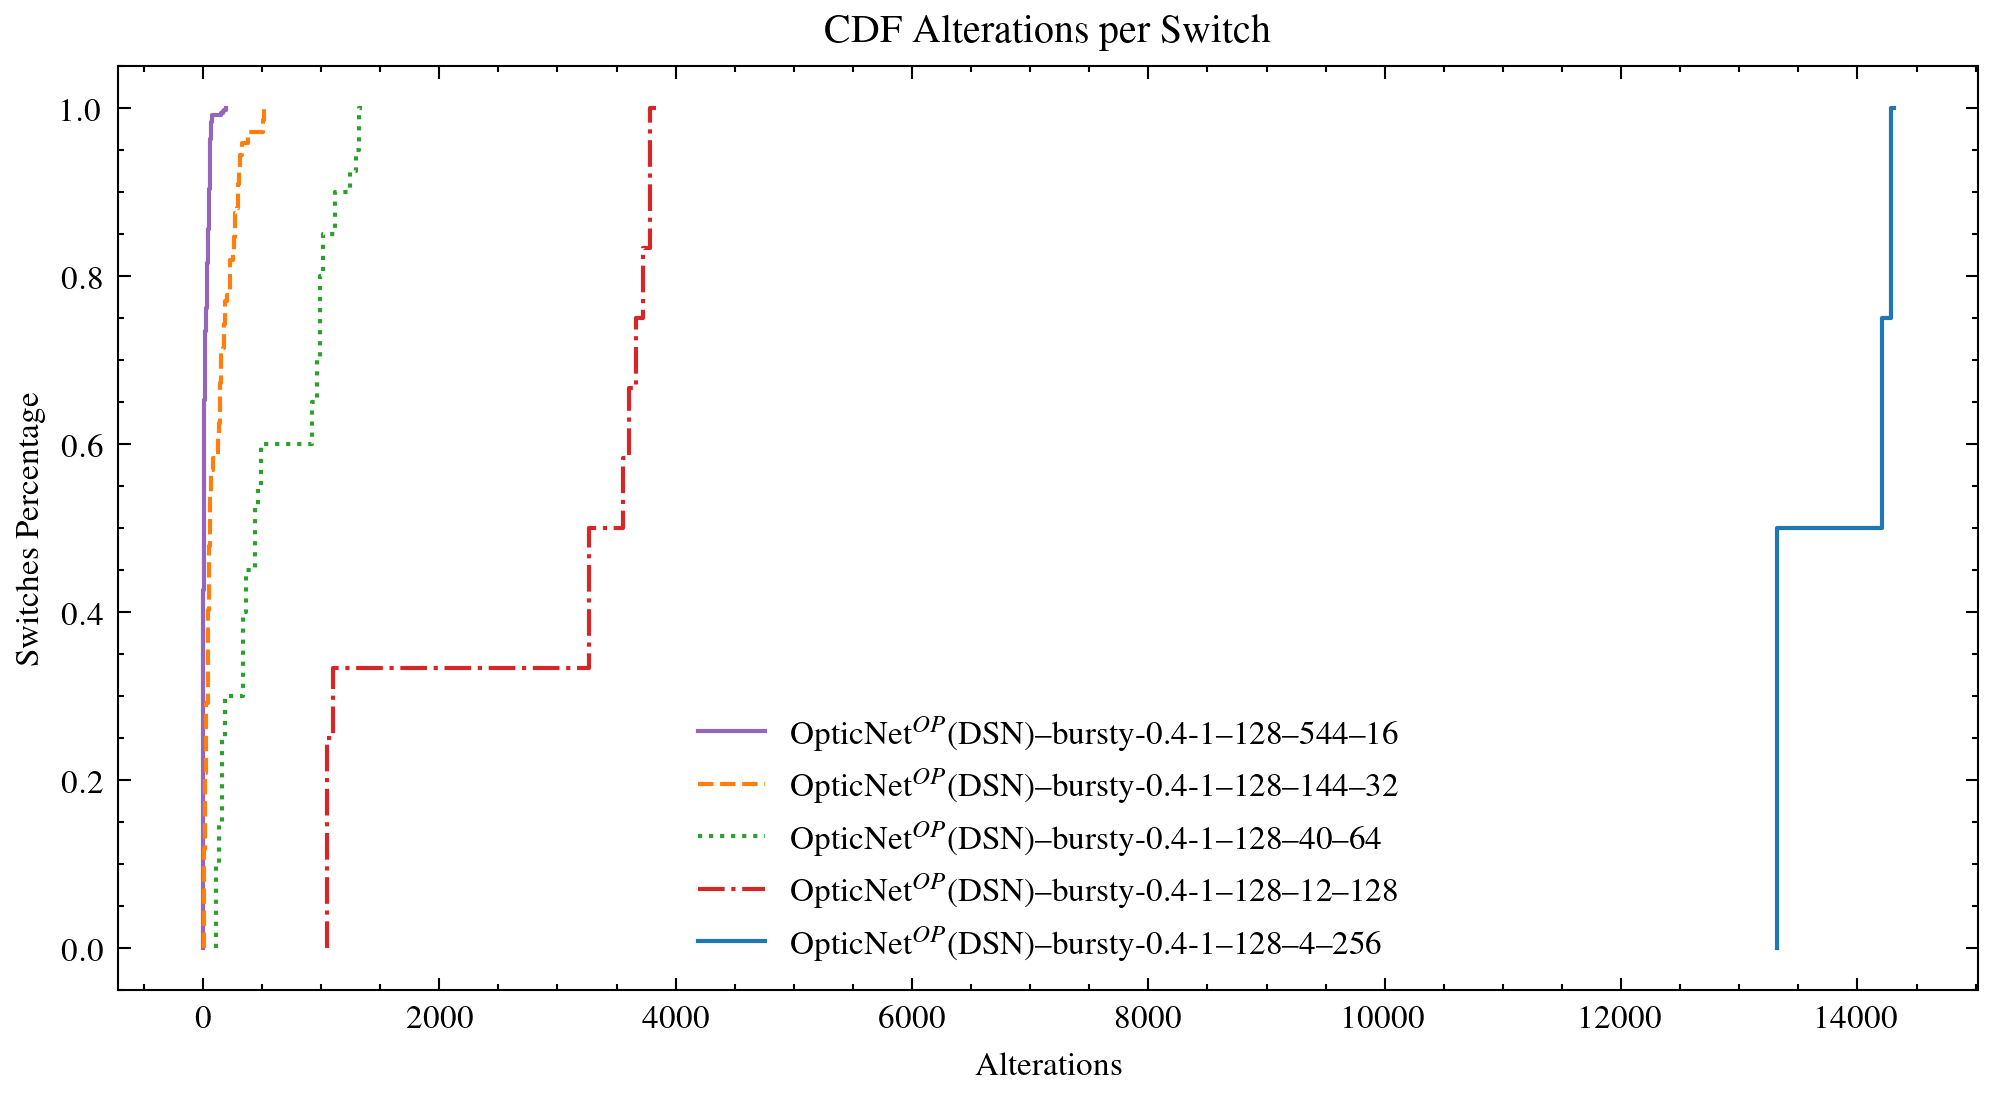 CDF Alterations per Switch
1.0
0.8
0.6
0.4
0.2
0.0
Switches Percentage
OpticNet^{OP}(DSN)–bursty-0.4-1–128–544–16
OpticNet^{OP}(DSN)–bursty-0.4-1–128–144–32
OpticNet^{OP}(DSN)–bursty-0.4-1–128–40–64
OpticNet^{OP}(DSN)–bursty-0.4-1–128–12–128
OpticNet^{OP}(DSN)–bursty-0.4-1–128–4–256
0 2000 4000 6000 8000 10000 12000 14000
Alterations